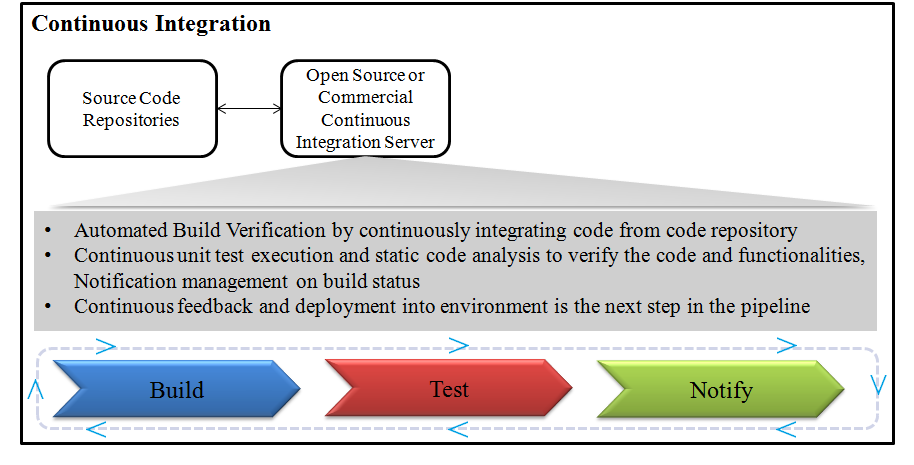 Continuous Integration
Source Code
Repositories
Open Source or
Commercial
Continuous
Integration Server
• Automated Build Verification by continuously integrating code from code repository
• Continuous unit test execution and static code analysis to verify the code and functionalities,
Notification management on build status
• Continuous feedback and deployment into environment is the next step in the pipeline
Build
Test
Notify